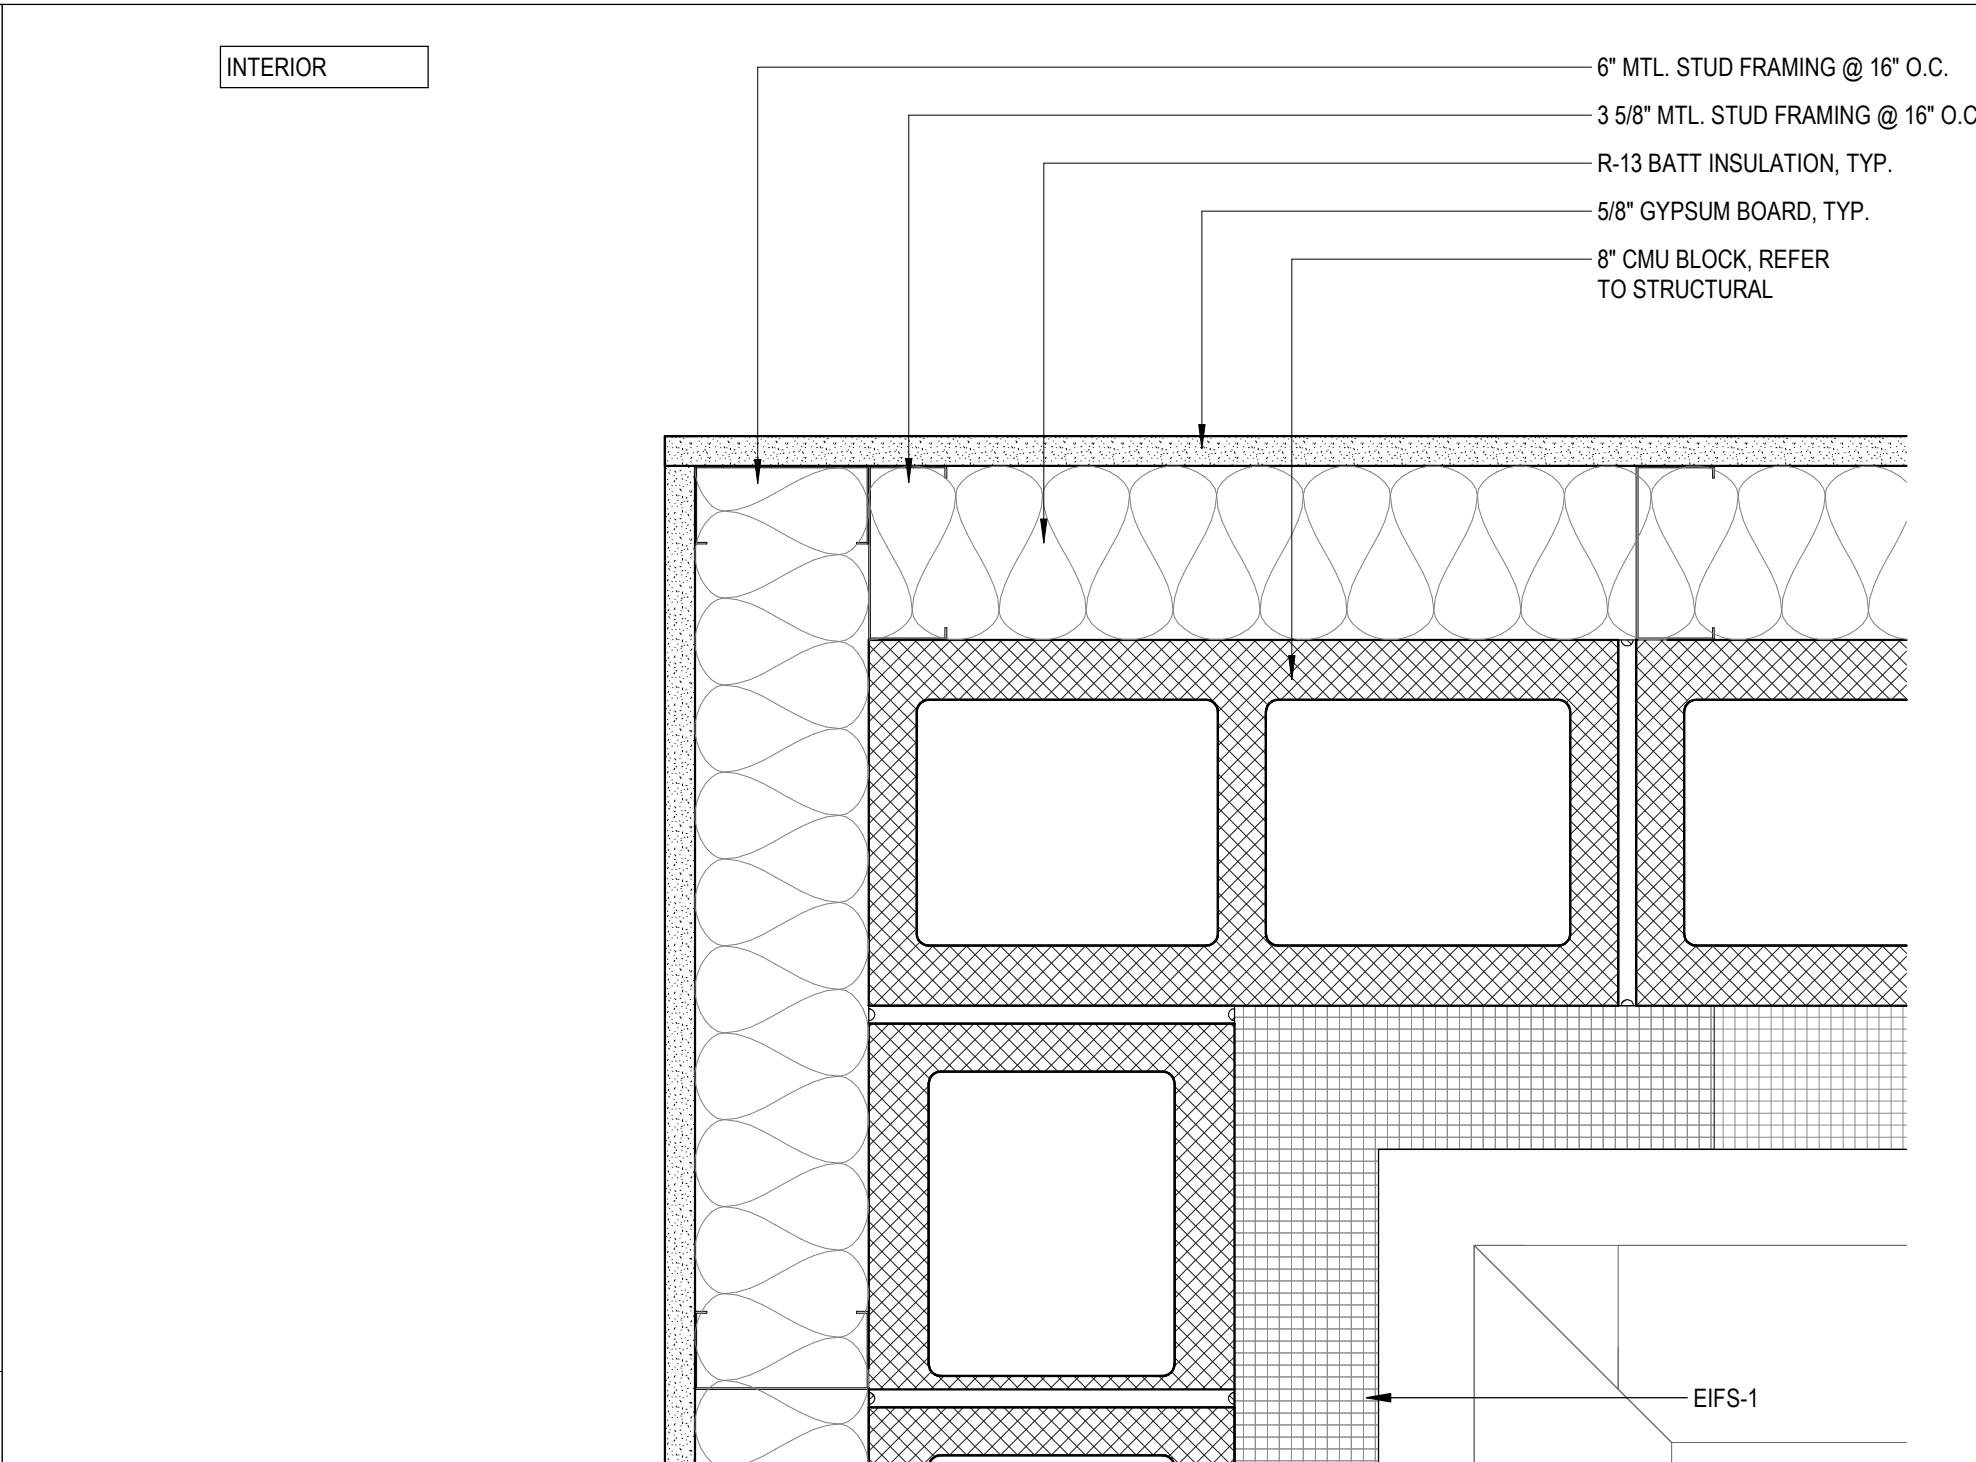 INTERIOR
6" MTL. STUD FRAMING @ 16" O.C.
3 5/8" MTL. STUD FRAMING @ 16" O.C
R-13 BATT INSULATION, TYP.
5/8" GYPSUM BOARD, TYP.
8" CMU BLOCK, REFER
TO STRUCTURAL
EIFS-1